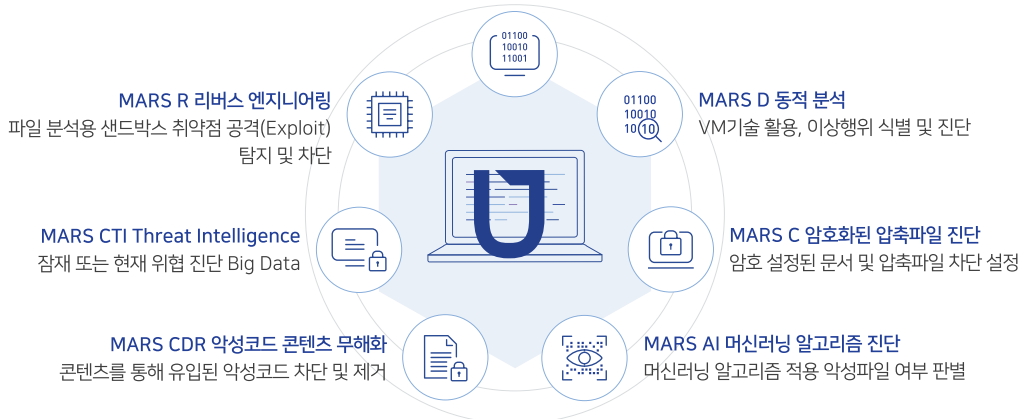 01100
10010
11001
MARS R 리버스 엔지니어링
파일 분석용 샌드박스 취약점 공격(Exploit)
탐지 및 차단
01100
10010
10 10
MARS D 동적 분석
VM기술 활용, 이상행위 식별 및 진단
MARS CTI Threat Intelligence
잠재 또는 현재 위협 진단 Big Data
MARS C 암호화된 압축파일 진단
암호 설정된 문서 및 압축파일 차단 설정
MARS CDR 악성코드 콘텐츠 무해화
콘텐츠를 통해 유입된 악성코드 차단 및 제거
MARS AI 머신러닝 알고리즘 진단
머신러닝 알고리즘 적용 악성파일 여부 판별